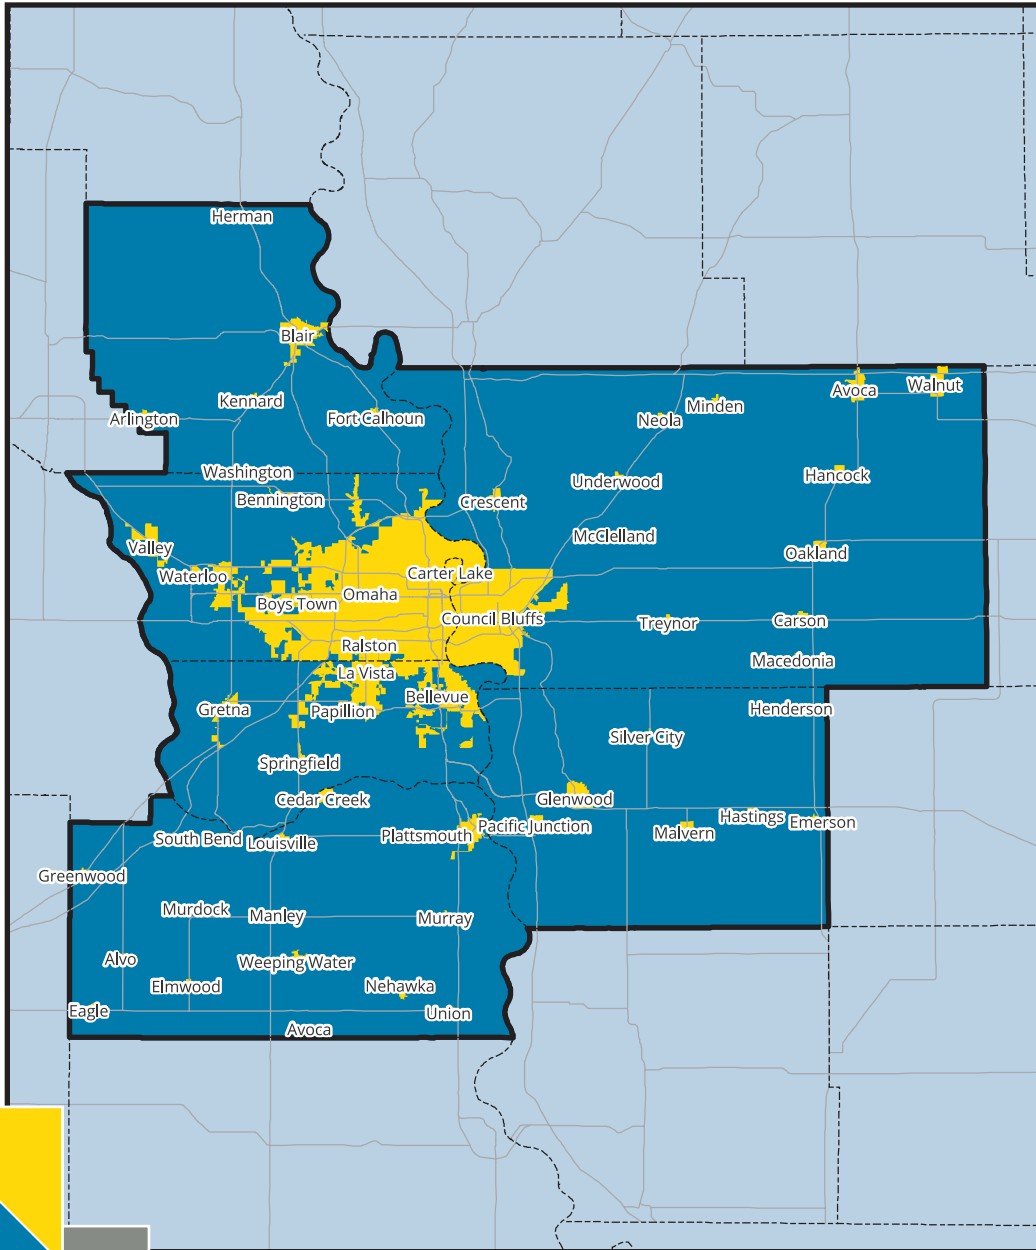 Herman
Blair
Kennard
Arlington
Fort Calhoun
Avoca
Walnut
Minden
Neola
Washington
Bennington
Crescent
Underwood
Hancock
McClelland
Valley
Oakland
Waterloo
Carter Lake
Omaha
Boys Town
Council Bluffs
Treynor
Carson
Ralston
Macedonia
La Vista
Bellevue
Gretna
Papillion
Henderson
Silver City
Springfield
Cedar Creek
Glenwood
Hastings
Emerson
Pacific Junction
Malvern
Plattsmouth
South Bend
Louisville
Greenwood
Murdock
Manley
Murray
Alvo
Weeping Water
Elmwood
Nehawka
Eagle
Union
Avoca